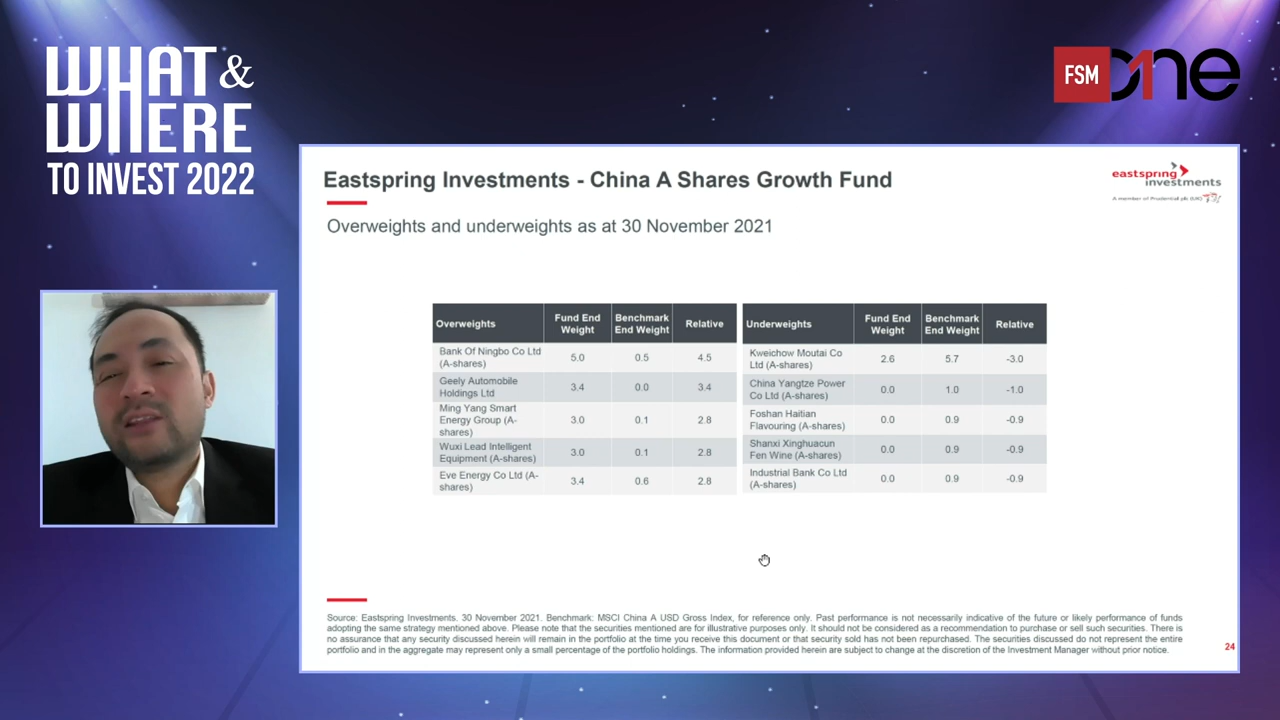 WHAT &
WHERE
TO INVEST 2022
FSM One
Eastspring Investments - China A Shares Growth Fund
eastspring
investments
A member of Prudential plc (UK)
Overweights and underweights as at 30 November 2021
Overweights Fund End Weight Benchmark End Weight Relative
Bank Of Ningbo Co Ltd (A-shares) 5.0 0.5 4.5
Geely Automobile Holdings Ltd 3.4 0.0 3.4
Ming Yang Smart Energy Group (A-shares) 3.0 0.1 2.8
Wuxi Lead Intelligent Equipment (A-shares) 3.0 0.1 2.8
Eve Energy Co Ltd (A-shares) 3.4 0.6 2.8
Underweights Fund End Weight Benchmark End Weight Relative
Kweichow Moutai Co Ltd (A-shares) 2.6 5.7 -3.0
China Yangtze Power Co Ltd (A-shares) 0.0 1.0 -1.0
Foshan Haitian Flavouring (A-shares) 0.0 0.9 -0.9
Shanxi Xinghuacun Fen Wine (A-shares) 0.0 0.9 -0.9
Industrial Bank Co Ltd (A-shares) 0.0 0.9 -0.9
Source: Eastspring Investments. 30 November 2021. Benchmark: MSCI China A USD Gross Index, for reference only. Past performance is not necessarily indicative of the future or likely performance of funds
adopting the same strategy mentioned above. Please note that the securities mentioned are for illustrative purposes only. It should not be considered as a recommendation to purchase or sell such securities. There is
no assurance that any security discussed herein will remain in the portfolio at the time you receive this document or that security sold has not been repurchased. The securities discussed do not represent the entire
portfolio and in the aggregate may represent only a small percentage of the portfolio holdings. The information provided herein are subject to change at the discretion of the Investment Manager without prior notice.
24